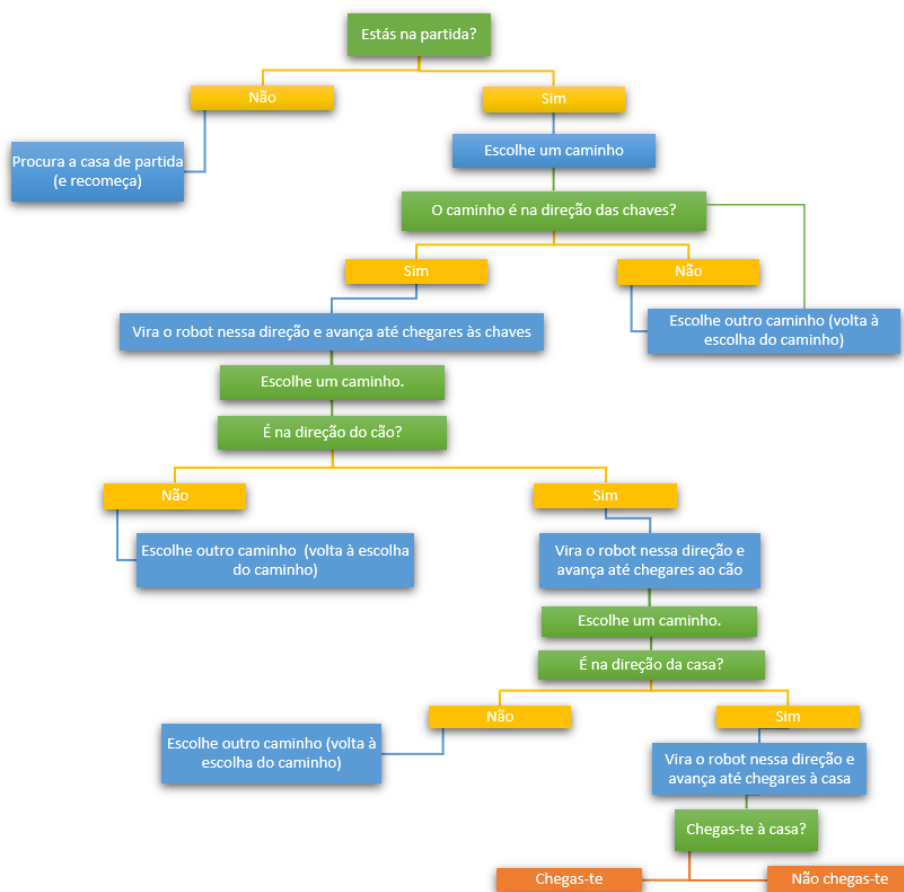 Estás na partida?
Não
Sim
Procura a casa de partida
(e recomeça)
Escolhe um caminho
O caminho é na direção das chaves?
Sim
Não
Vira o robot nessa direção e avança até chegares às chaves
Escolhe outro caminho (volta à
escolha do caminho)
Escolhe um caminho.
É na direção do cão?
Não
Sim
Escolhe outro caminho  (volta à escolha
do caminho)
Vira o robot nessa direção e
avança até chegares ao cão
Escolhe um caminho.
É na direção da casa?
Não
Sim
Escolhe outro caminho (volta à
escolha do caminho)
Vira o robot nessa direção e
avança até chegares à casa
Chegas-te à casa?
Chegas-te
Não chegas-te